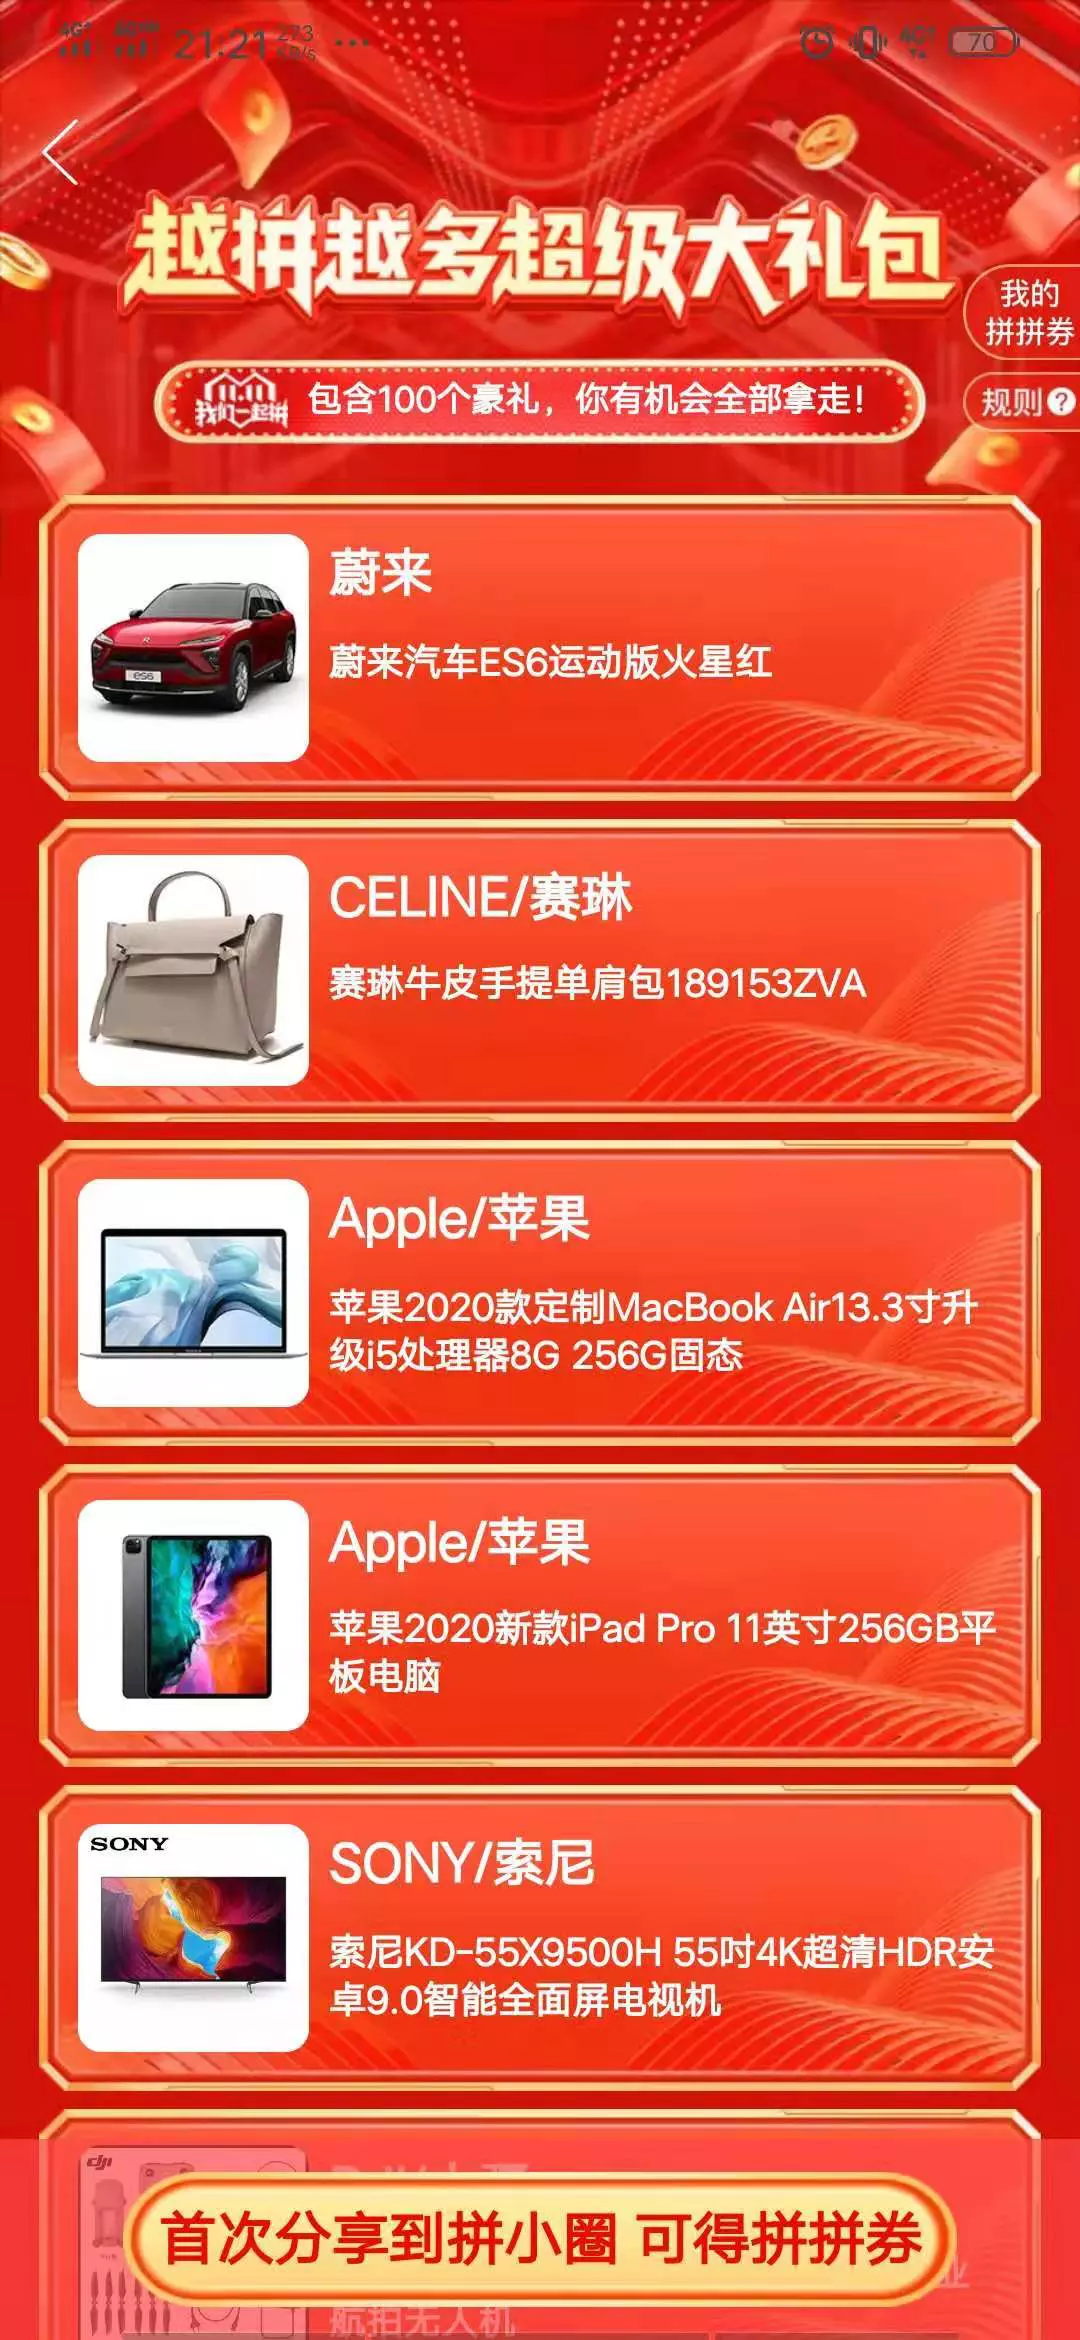 21:21
273
KB/s
70
越拼越多超级大礼包
我的
拼拼券
11.11
我们一起拼
包含100个豪礼，你有机会全部拿走！
规则?
蔚来
蔚来汽车ES6运动版火星红
ES6
CELINE/赛琳
赛琳牛皮手提单肩包189153ZVA
Apple/苹果
苹果2020款定制MacBook Air13.3寸升
级i5处理器8G 256G固态
Apple/苹果
苹果2020新款iPad Pro 11英寸256GB平
板电脑
SONY
SONY/索尼
索尼KD-55X9500H 55吋4K超清HDR安
卓9.0智能全面屏电视机
dji
首次分享到拼小圈 可得拼拼券
业
航拍无人机